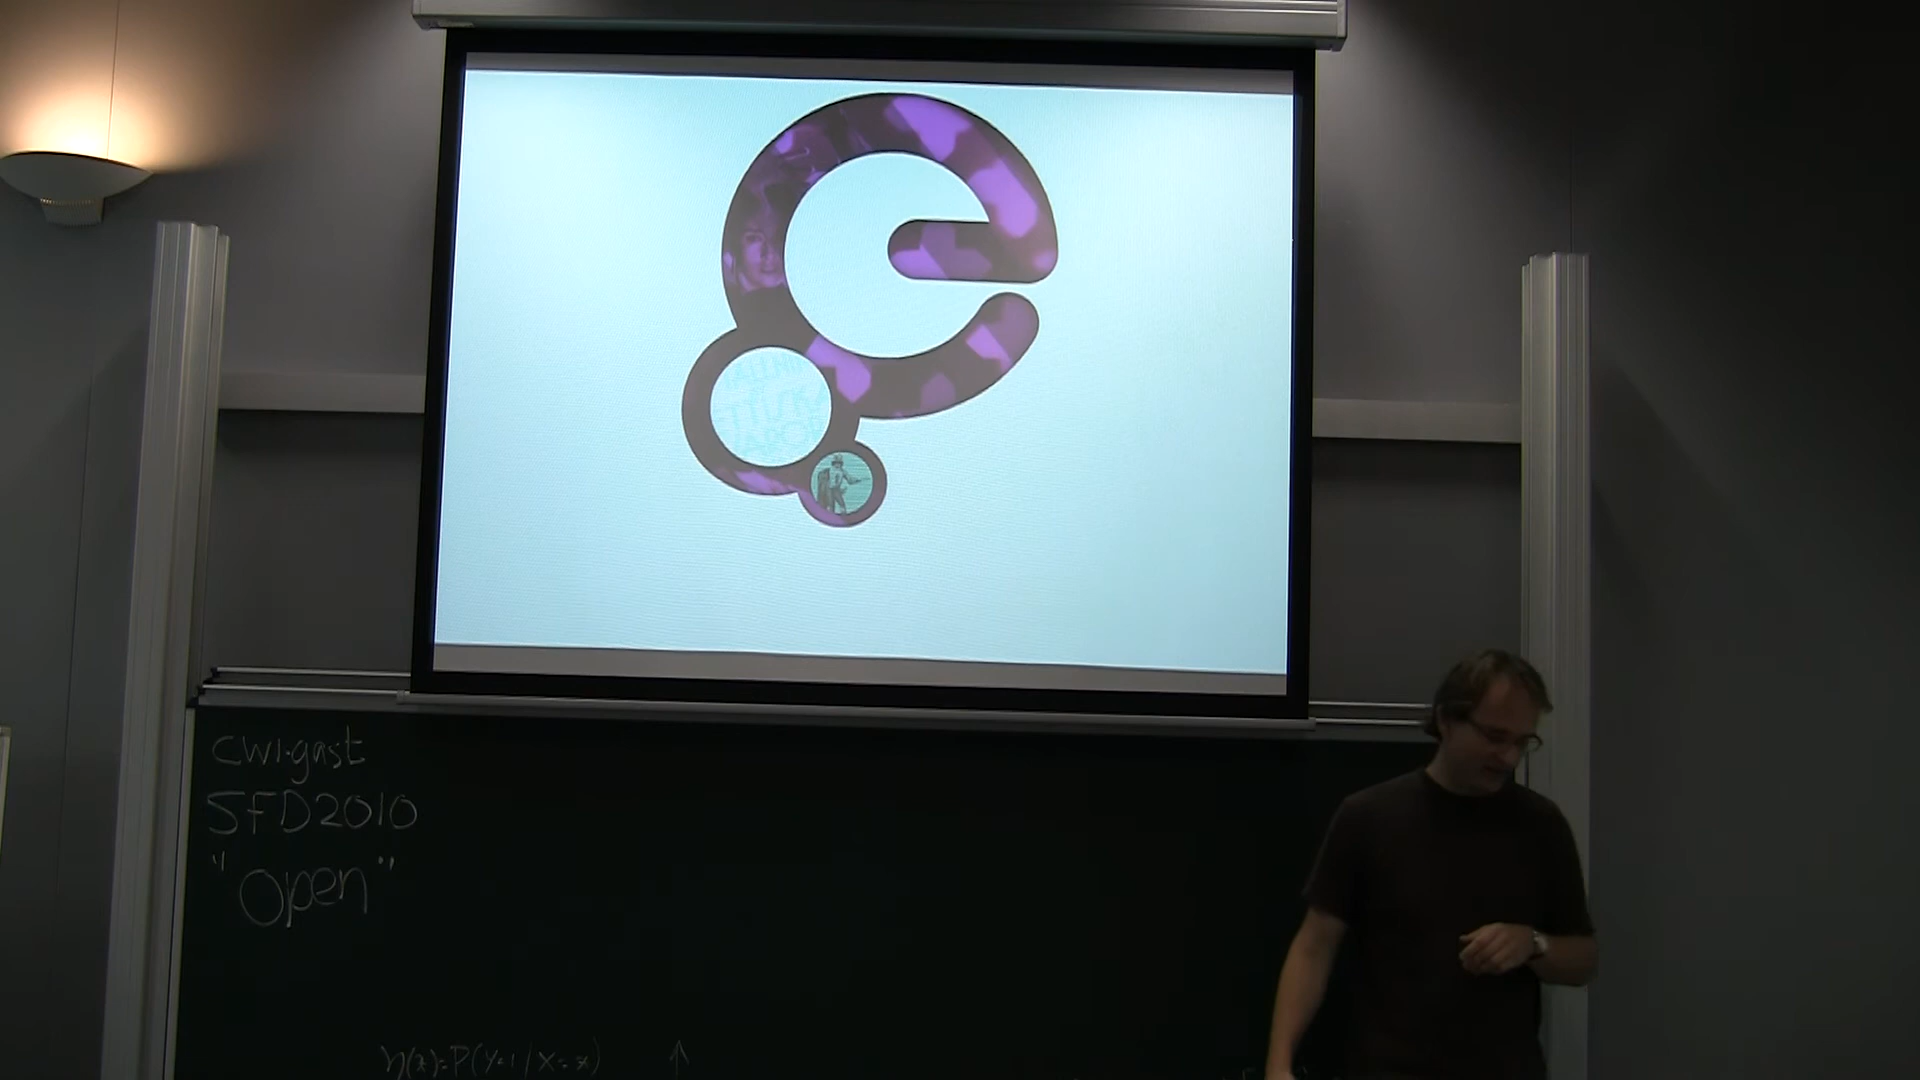 cwi-gast
SFD2010
"Open"
η(x)=P(Y=1/X=x) ↑